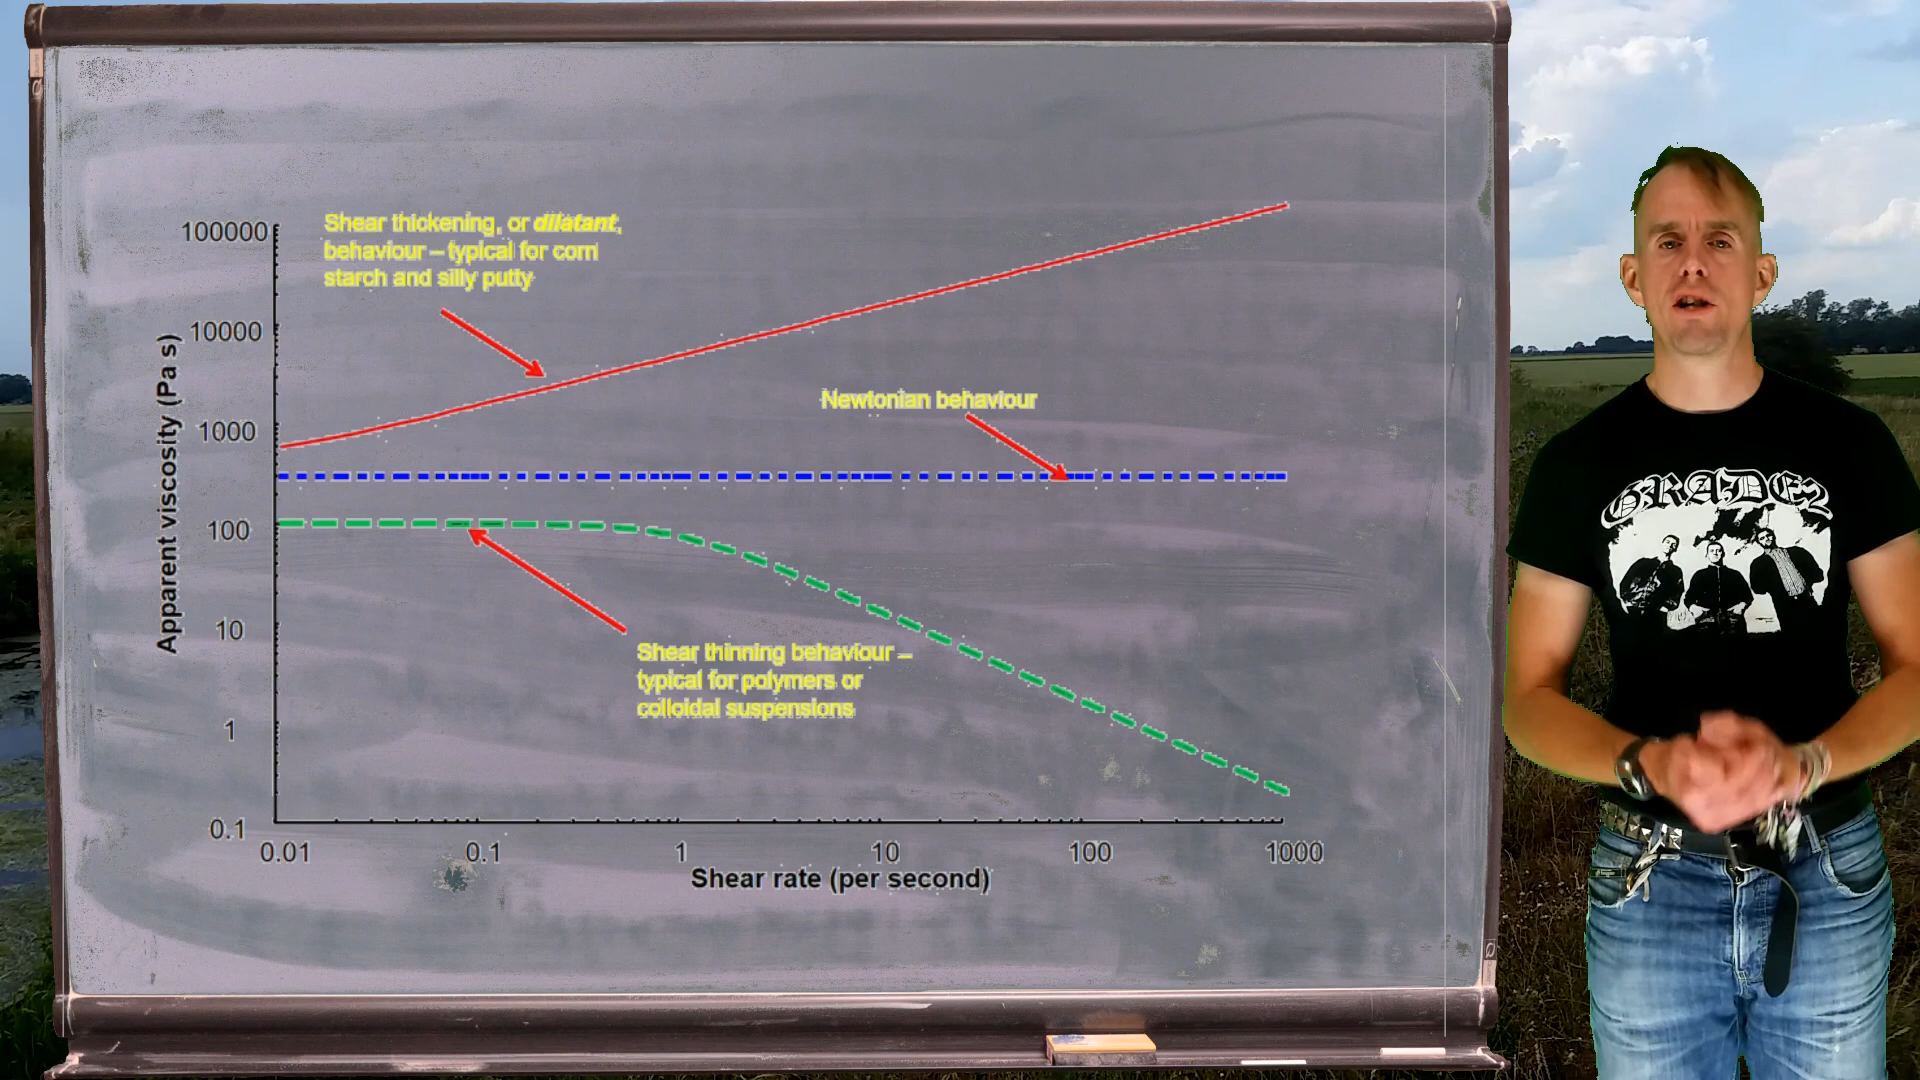 Shear thickening, or dilatant,
behaviour – typical for corn
starch and silly putty
Newtonian behaviour
Shear thinning behaviour –
typical for polymers or
colloidal suspensions
Apparent viscosity (Pa s)
100000
10000
1000
100
10
1
0.1
0.01 0.1 1 10 100 1000
Shear rate (per second)
GRADE 2